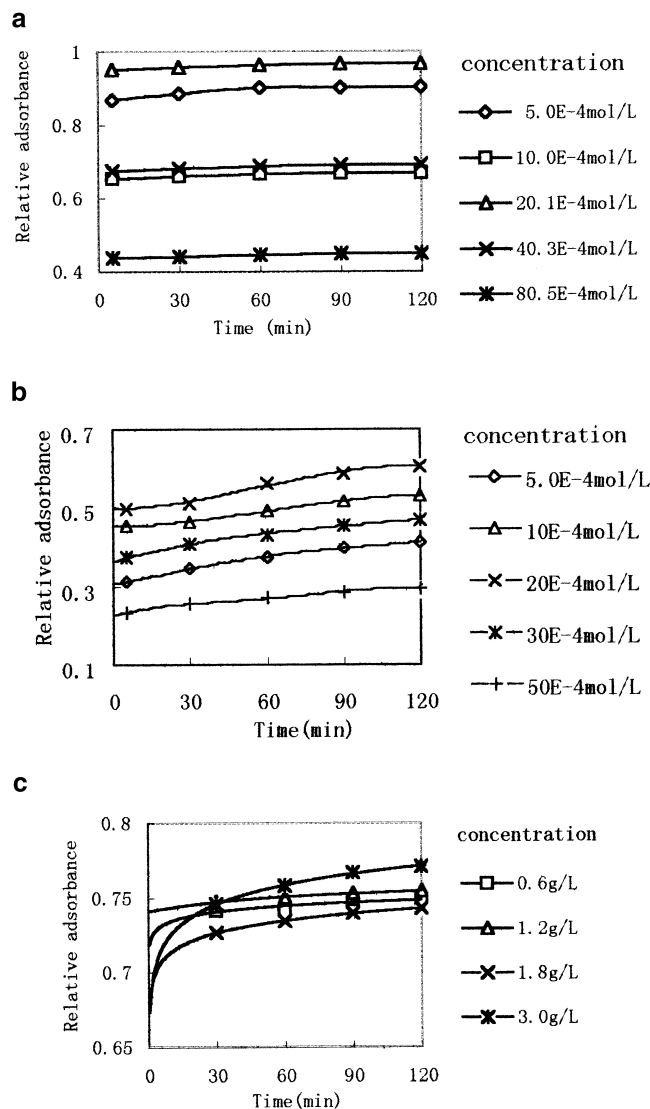 a
Relative adsorbance
1
0.8
0.6
0.4
0 30 60 90 120
Time (min)
concentration
5.0E-4mol/L
10.0E-4mol/L
20.1E-4mol/L
40.3E-4mol/L
80.5E-4mol/L
b
Relative adsorbance
0.7
0.5
0.3
0.1
0 30 60 90 120
Time(min)
concentration
5.0E-4mol/L
10E-4mol/L
20E-4mol/L
30E-4mol/L
50E-4mol/L
c
Relative adsorbance
0.8
0.75
0.7
0.65
0 30 60 90 120
Time(min)
concentration
0.6g/L
1.2g/L
1.8g/L
3.0g/L